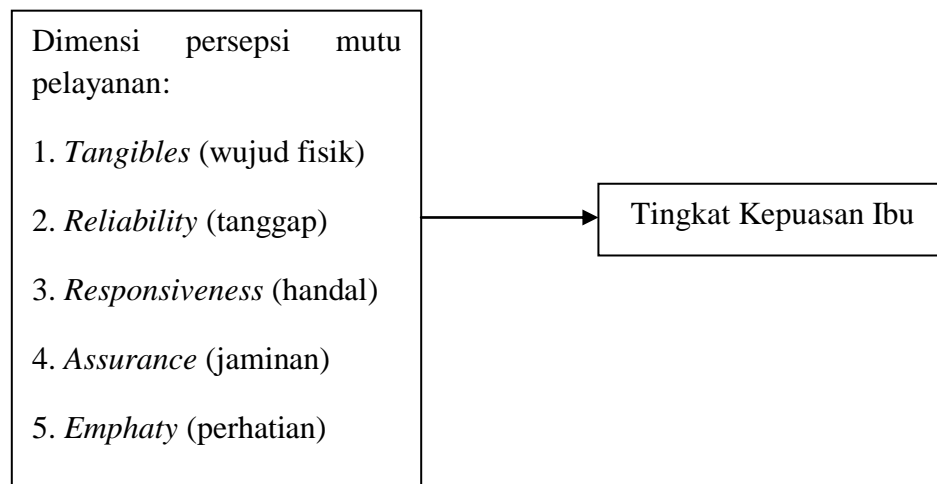 Dimensi persepsi mutu
pelayanan:
1. Tangibles (wujud fisik)
2. Reliability (tanggap)
3. Responsiveness (handal)
4. Assurance (jaminan)
5. Emphaty (perhatian)
Tingkat Kepuasan Ibu